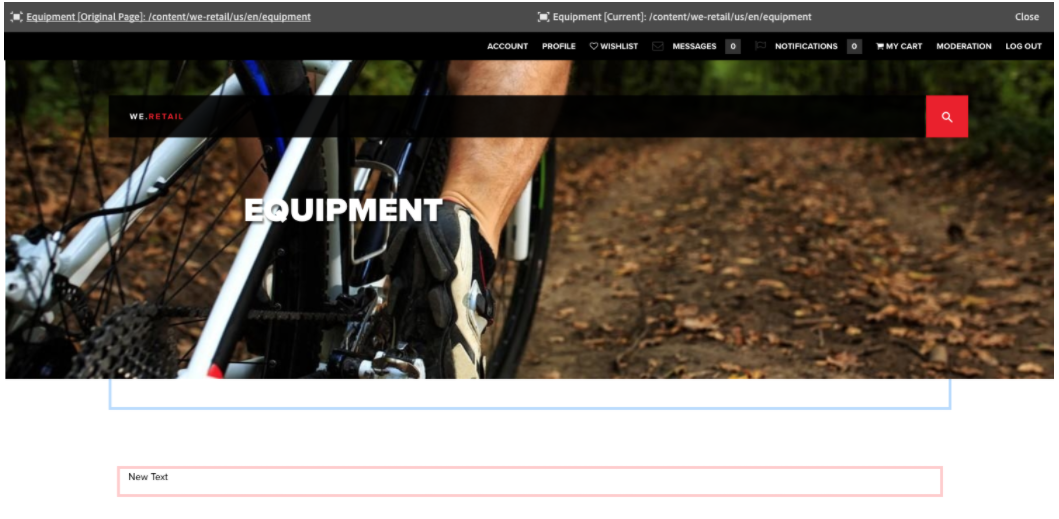 Equipment [Original Page]: /content/we-retail/us/en/equipment
Equipment [Current]: /content/we-retail/us/en/equipment
Close
ACCOUNT PROFILE WISHLIST MESSAGES 0 NOTIFICATIONS 0 MY CART MODERATION LOG OUT
WE.RETAIL
EQUIPMENT
New Text